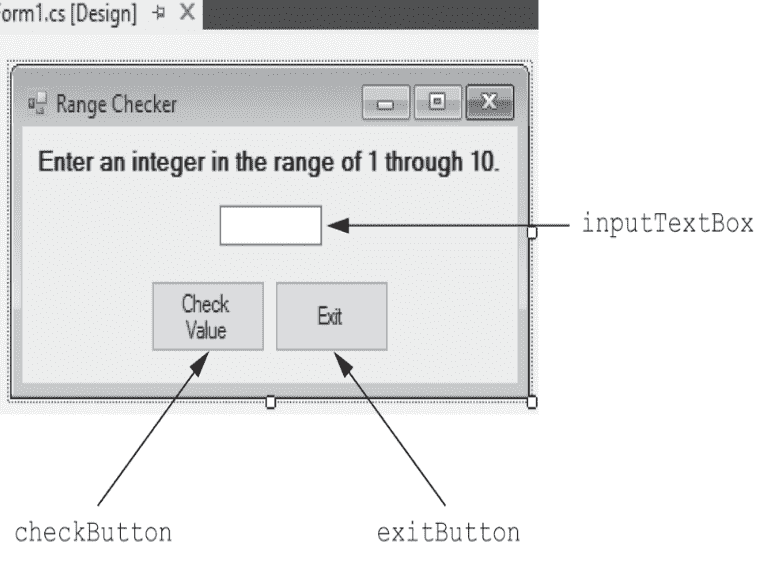 orm1.cs [Design]
Range Checker
Enter an integer in the range of 1 through 10.
inputTextBox
Check
Value
Exit
checkButton
exitButton